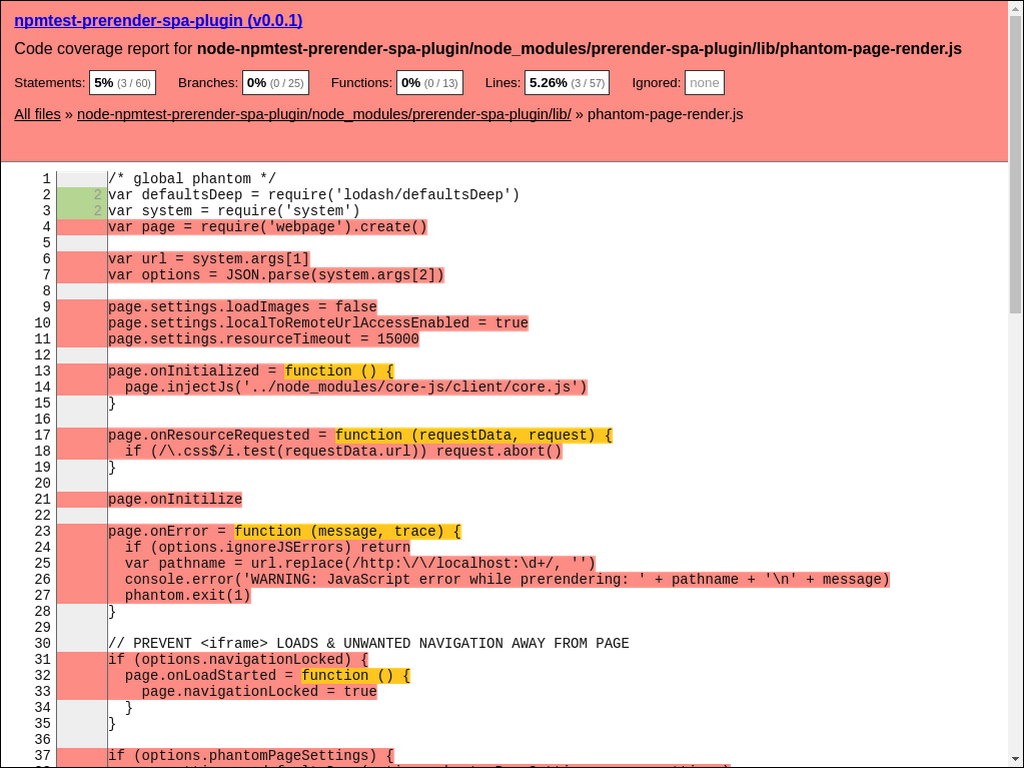 npmtest-prerender-spa-plugin (v0.0.1)
Code coverage report for node-npmtest-prerender-spa-plugin/node_modules/prerender-spa-plugin/lib/phantom-page-render.js
Statements: 5% (3 / 60) Branches: 0% (0 / 25) Functions: 0% (0 / 13) Lines: 5.26% (3 / 57) Ignored: none
All files » node-npmtest-prerender-spa-plugin/node_modules/prerender-spa-plugin/lib/ » phantom-page-render.js
1 /* global phantom */
2 2 var defaultsDeep = require('lodash/defaultsDeep')
3 2 var system = require('system')
4 var page = require('webpage').create()
5
6 var url = system.args[1]
7 var options = JSON.parse(system.args[2])
8
9 page.settings.loadImages = false
10 page.settings.localToRemoteUrlAccessEnabled = true
11 page.settings.resourceTimeout = 15000
12
13 page.onInitialized = function () {
14   page.injectJs('../node_modules/core-js/client/core.js')
15 }
16
17 page.onResourceRequested = function (requestData, request) {
18   if (/\.css$/i.test(requestData.url)) request.abort()
19 }
20
21 page.onInitilize
22
23 page.onError = function (message, trace) {
24   if (options.ignoreJSErrors) return
25   var pathname = url.replace(/http:\/\/localhost:\d+/, '')
26   console.error('WARNING: JavaScript error while prerendering: ' + pathname + '\n' + message)
27   phantom.exit(1)
28 }
29
30 // PREVENT <iframe> LOADS & UNWANTED NAVIGATION AWAY FROM PAGE
31 if (options.navigationLocked) {
32   page.onLoadStarted = function () {
33     page.navigationLocked = true
34   }
35 }
36
37 if (options.phantomPageSettings) {